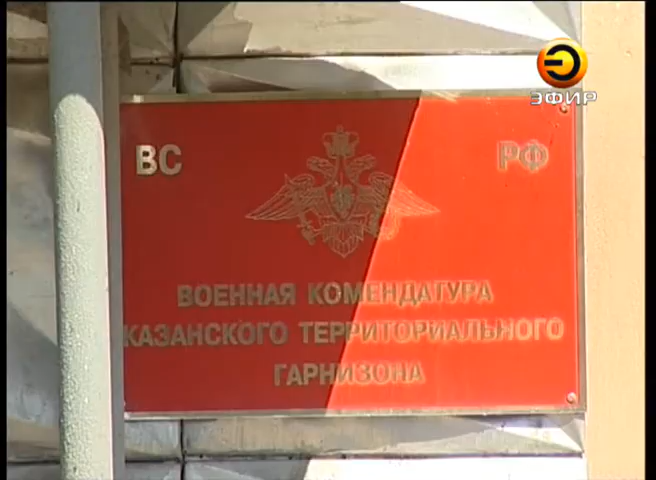 Э
ЭФИР
ВС РФ
ВОЕННАЯ КОМЕНДАТУРА
КАЗАНСКОГО ТЕРРИТОРИАЛЬНОГО
ГАРНИЗОНА